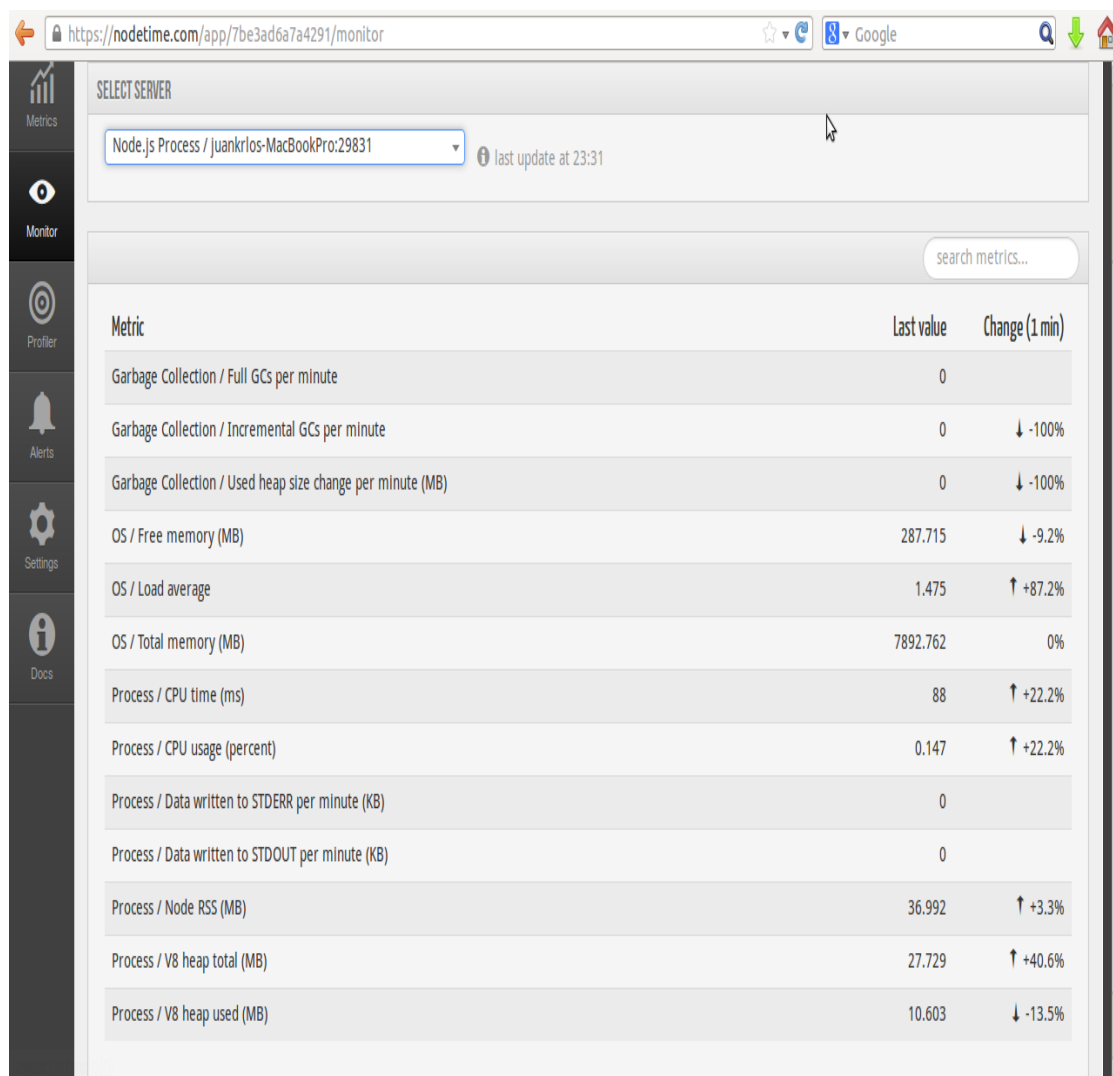 https://nodetime.com/app/7be3ad6a7a4291/monitor
8 Google
Metrics
Monitor
Profiler
Alerts
Settings
Docs
SELECT SERVER
Node.js Process / juankrlos-MacBookPro:29831
last update at 23:31
search metrics...
Metric Last value Change (1 min)
Garbage Collection / Full GCs per minute 0
Garbage Collection / Incremental GCs per minute 0 -100%
Garbage Collection / Used heap size change per minute (MB) 0 -100%
OS / Free memory (MB) 287.715 -9.2%
OS / Load average 1.475 +87.2%
OS / Total memory (MB) 7892.762 0%
Process / CPU time (ms) 88 +22.2%
Process / CPU usage (percent) 0.147 +22.2%
Process / Data written to STDERR per minute (KB) 0
Process / Data written to STDOUT per minute (KB) 0
Process / Node RSS (MB) 36.992 +3.3%
Process / V8 heap total (MB) 27.729 +40.6%
Process / V8 heap used (MB) 10.603 -13.5%